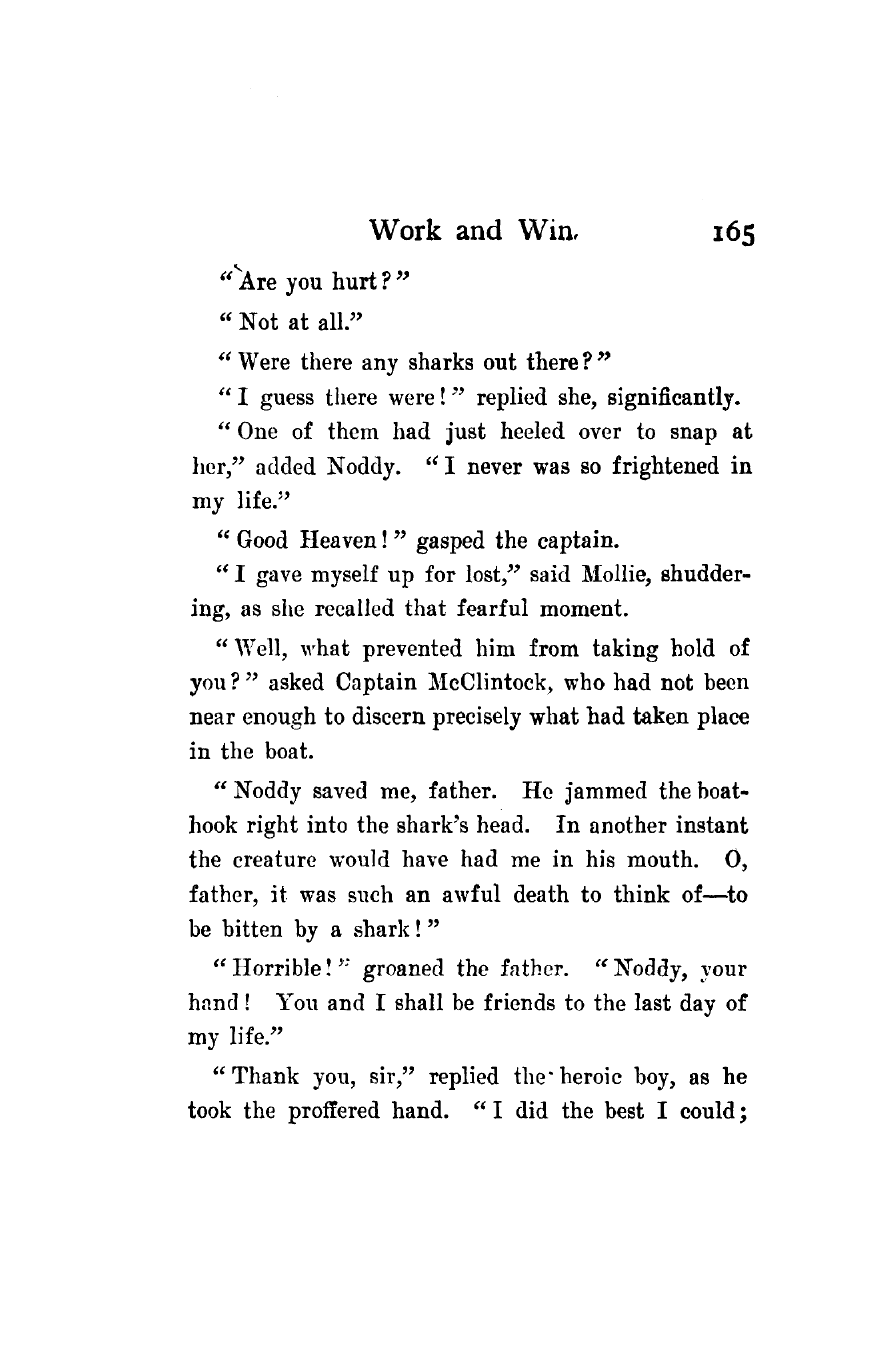 Work and Win. 165
"Are you hurt?"
"Not at all."
"Were there any sharks out there?"
"I guess there were!" replied she, significantly.
"One of them had just heeled over to snap at
her," added Noddy. "I never was so frightened in
my life."
"Good Heaven!" gasped the captain.
"I gave myself up for lost," said Mollie, shudder-
ing, as she recalled that fearful moment.
"Well, what prevented him from taking hold of
you?" asked Captain McClintock, who had not been
near enough to discern precisely what had taken place
in the boat.
"Noddy saved me, father. He jammed the boat-
hook right into the shark's head. In another instant
the creature would have had me in his mouth. O,
father, it was such an awful death to think of—to
be bitten by a shark!"
"Horrible!" groaned the father. "Noddy, your
hand! You and I shall be friends to the last day of
my life."
"Thank you, sir," replied the heroic boy, as he
took the proffered hand. "I did the best I could;